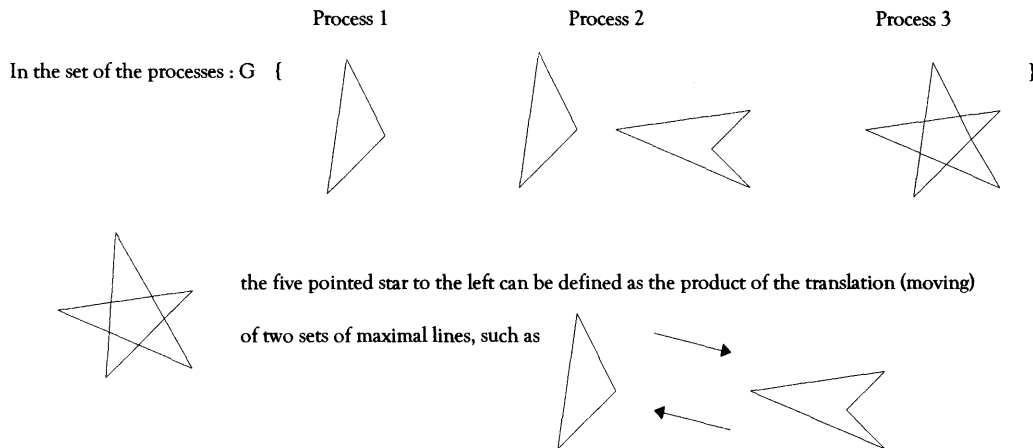 Process 1 Process 2 Process 3
In the set of the processes : G { }
the five pointed star to the left can be defined as the product of the translation (moving)
of two sets of maximal lines, such as